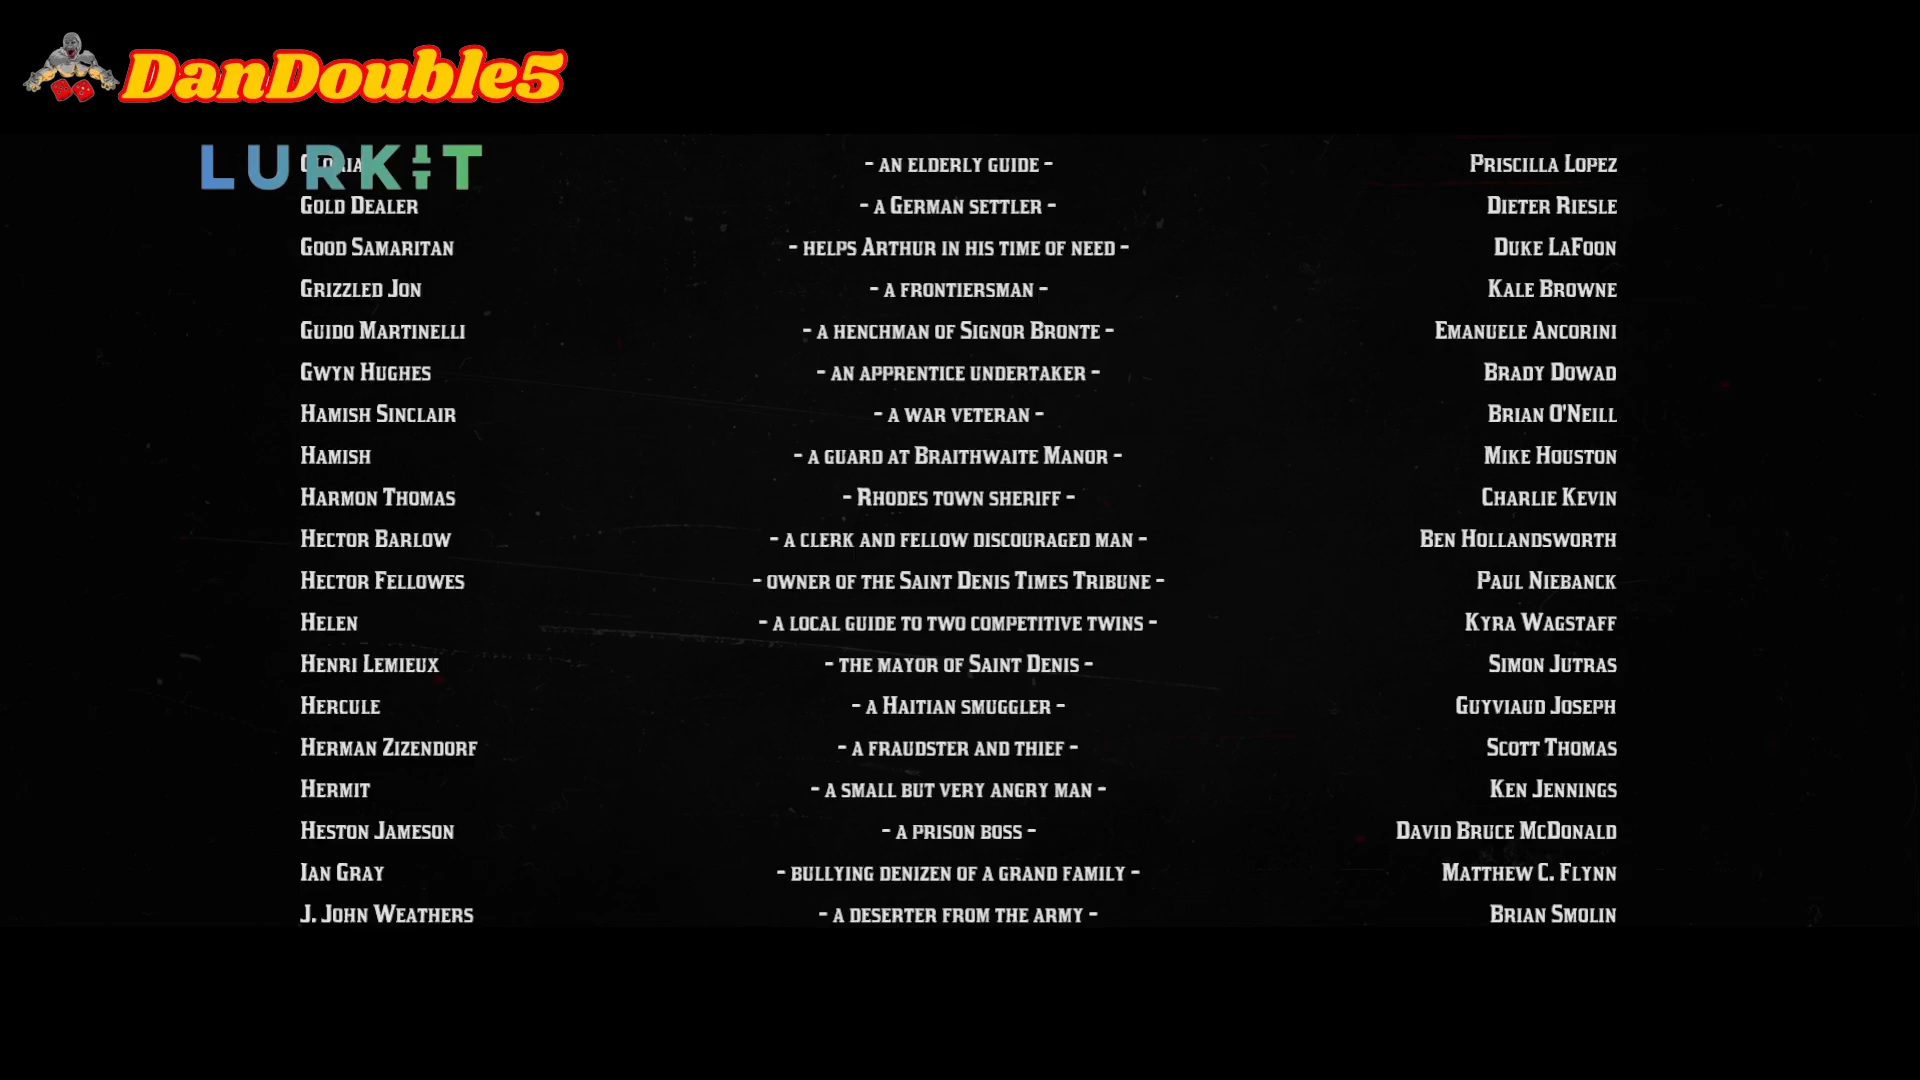 DanDouble5
LURKIT
Gloria - an elderly guide - Priscilla Lopez
Gold Dealer - a German settler - Dieter Riesle
Good Samaritan - helps Arthur in his time of need - Duke LaFoon
Grizzled Jon - a frontiersman - Kale Browne
Guido Martinelli - a henchman of Signor Bronte - Emanuele Ancorini
Gwyn Hughes - an apprentice undertaker - Brady Dowad
Hamish Sinclair - a war veteran - Brian O'Neill
Hamish - a guard at Braithwaite Manor - Mike Houston
Harmon Thomas - Rhodes town sheriff - Charlie Kevin
Hector Barlow - a clerk and fellow discouraged man - Ben Hollandsworth
Hector Fellowes - owner of the Saint Denis Times Tribune - Paul Niebanck
Helen - a local guide to two competitive twins - Kyra Wagstaff
Henri Lemieux - the mayor of Saint Denis - Simon Jutras
Hercule - a Haitian smuggler - Guyviaud Joseph
Herman Zizendorf - a fraudster and thief - Scott Thomas
Hermit - a small but very angry man - Ken Jennings
Heston Jameson - a prison boss - David Bruce McDonald
Ian Gray - bullying denizen of a grand family - Matthew C. Flynn
J. John Weathers - a deserter from the army - Brian Smolin